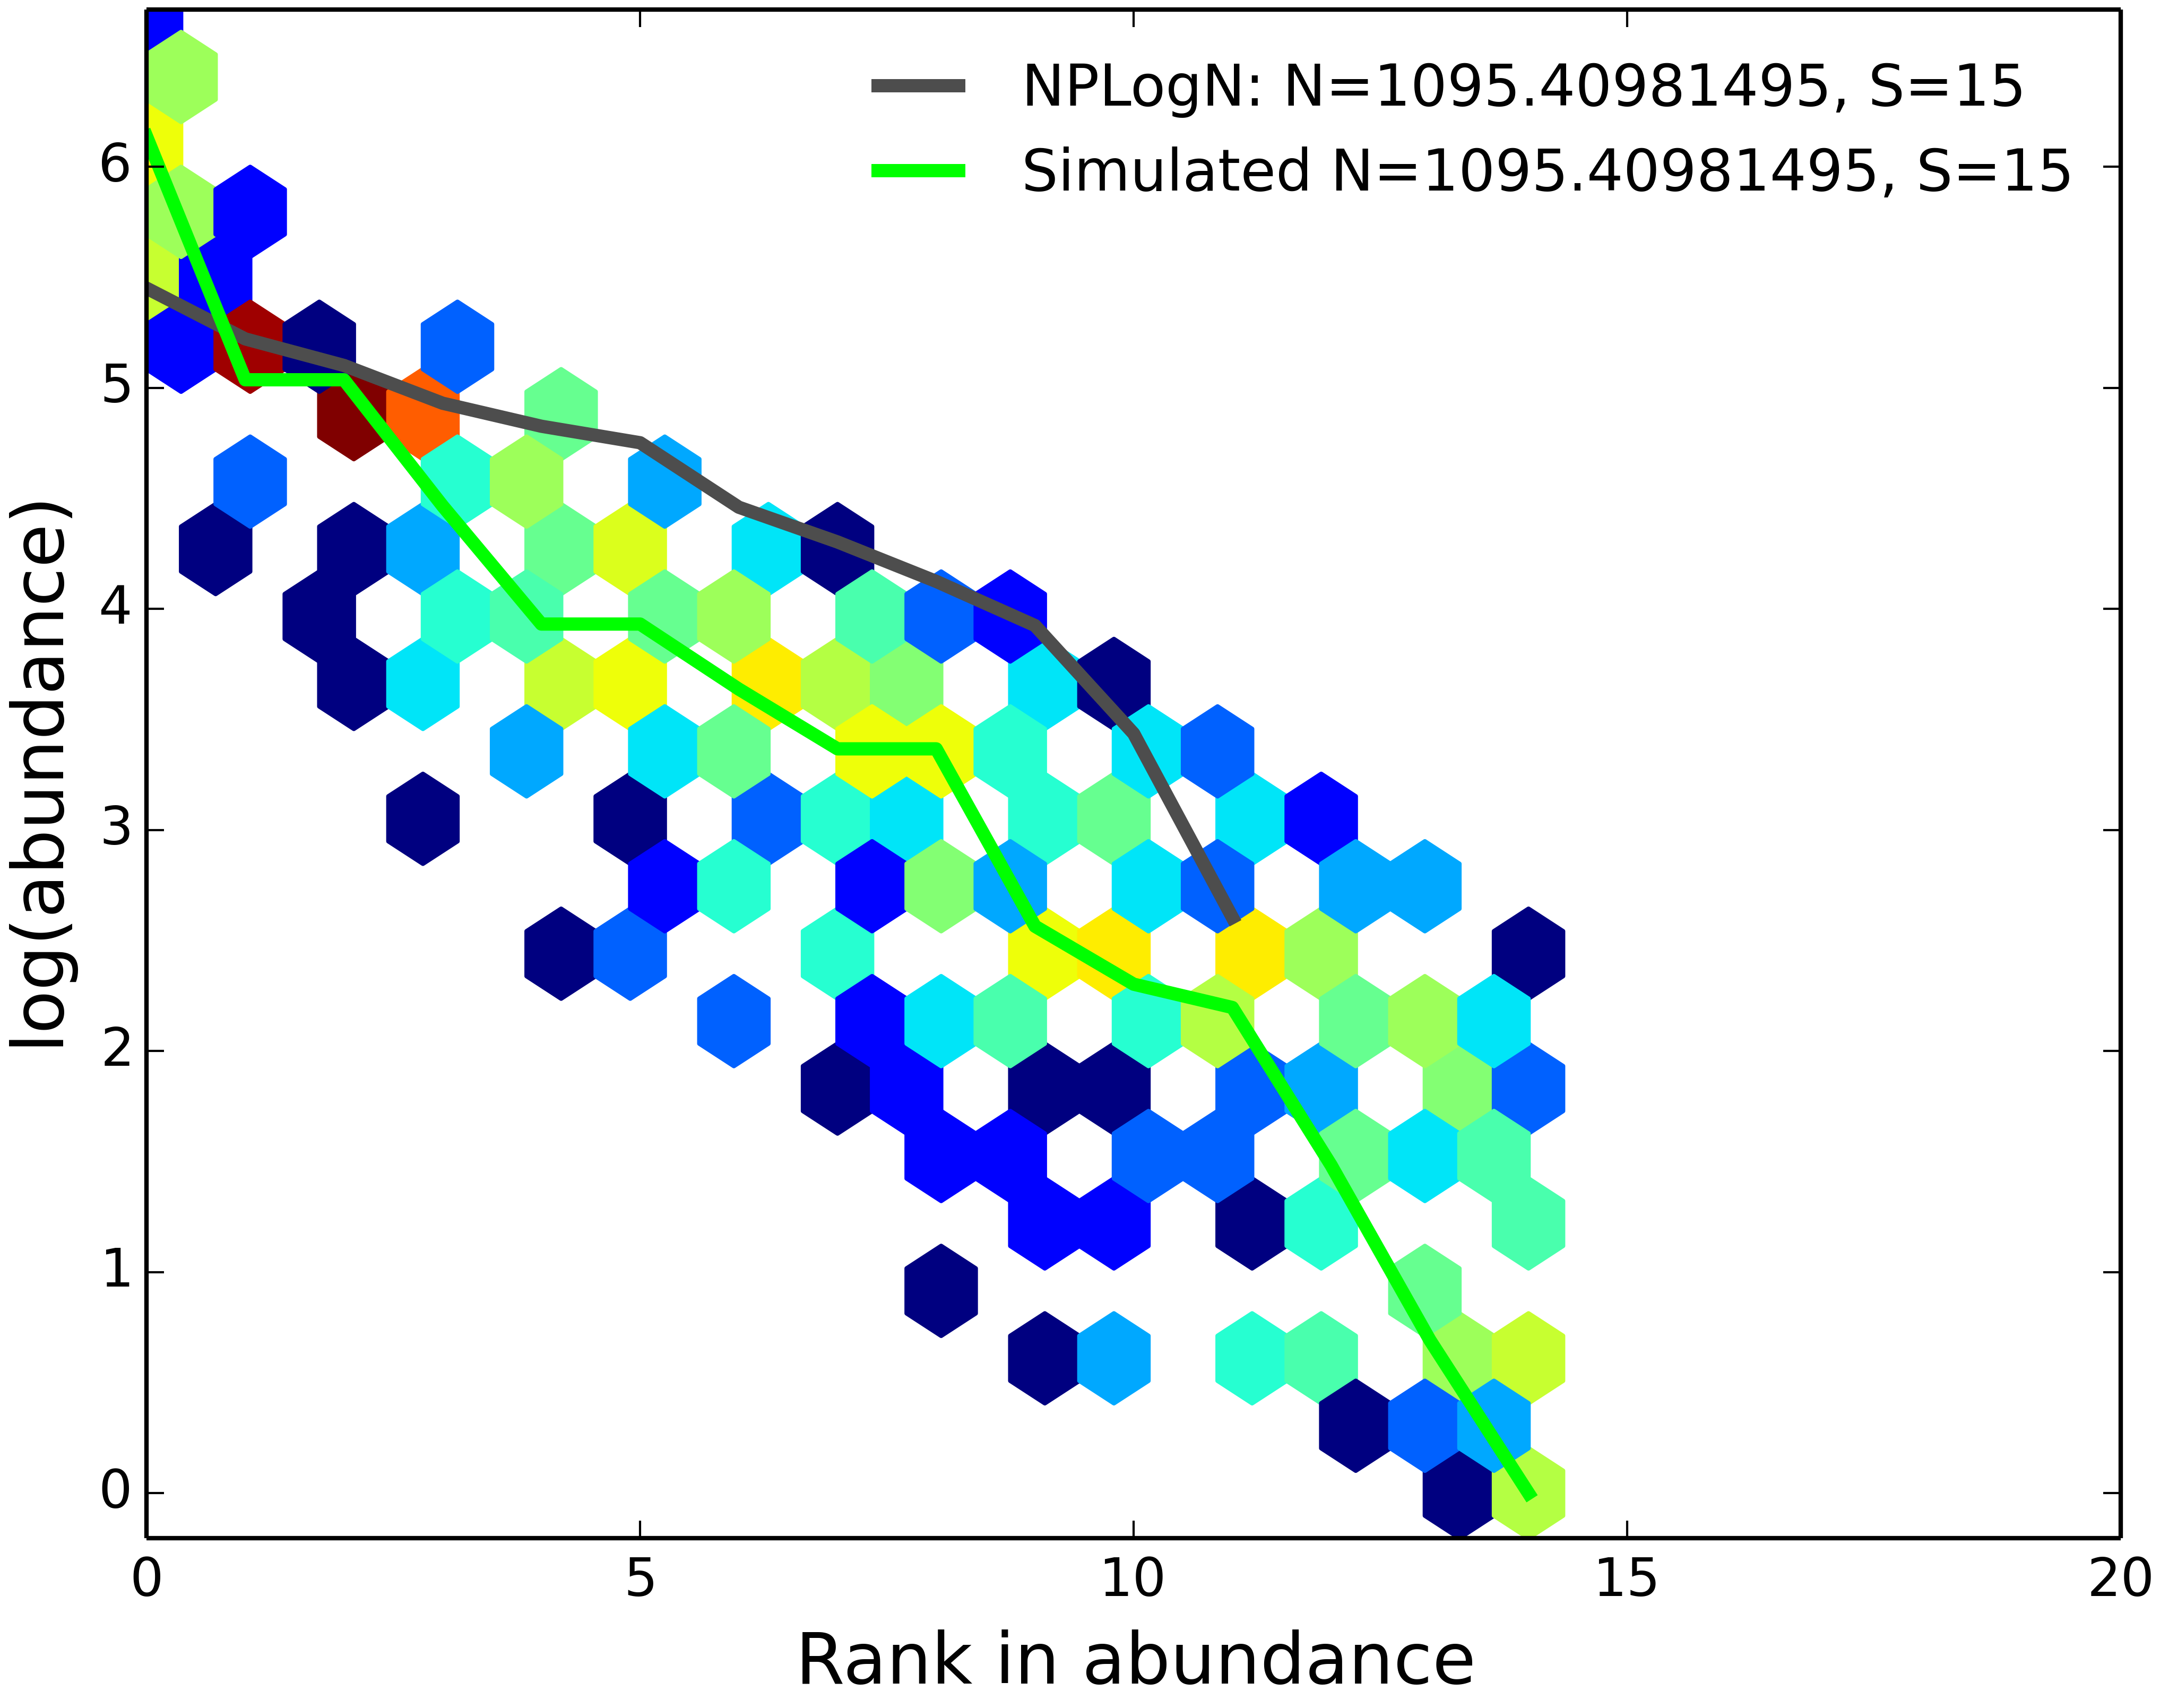 NPLogN: N=1095.40981495, S=15
Simulated N=1095.40981495, S=15
log(abundance)
6
5
4
3
2
1
0
0 5 10 15 20
Rank in abundance